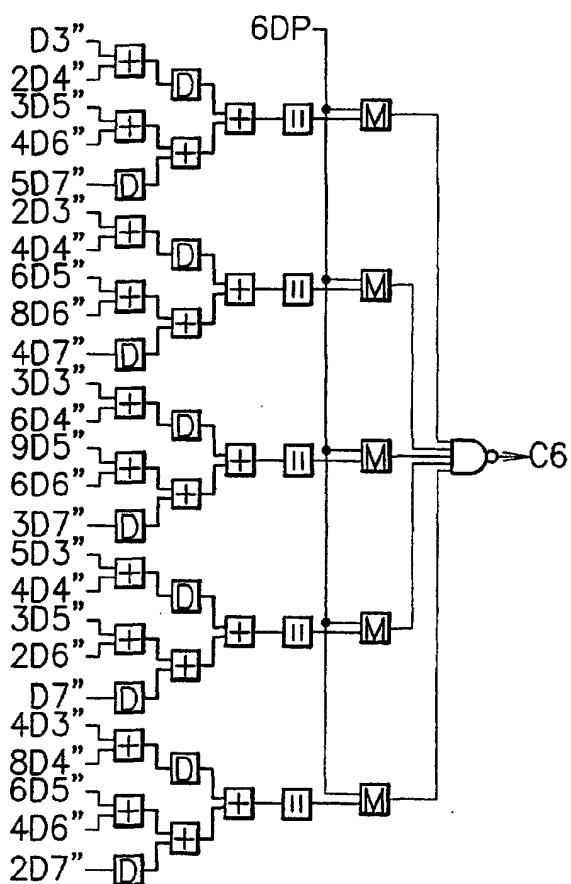 D3” 6DP
2D4” D
3D5” + || M
4D6” +
5D7” D
2D3” +
4D4” D
6D5” + || M
8D6” +
4D7” D
3D3” +
6D4” D
9D5” + || M C6
6D6” +
3D7” D
5D3” +
4D4” D
3D5” + || M
2D6” +
D7” D
4D3” +
8D4” D
6D5” + || M
4D6” +
2D7” D